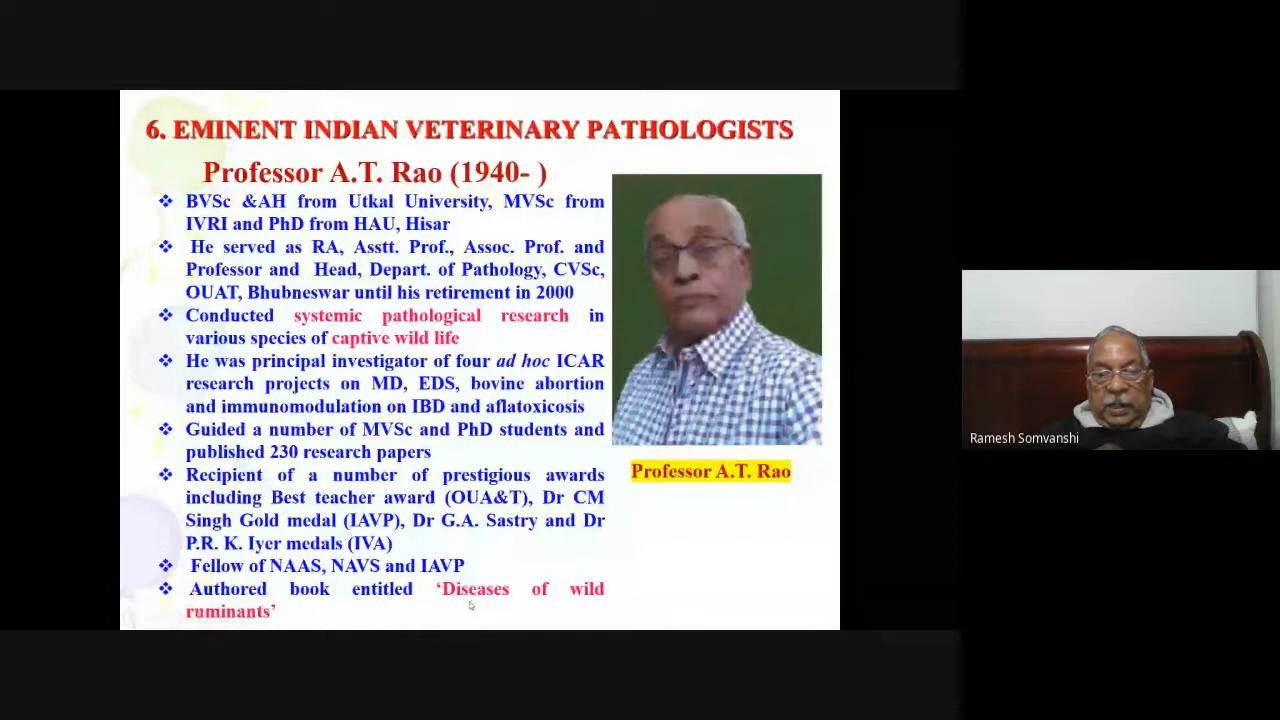 6. EMINENT INDIAN VETERINARY PATHOLOGISTS
Professor A.T. Rao (1940- )
❖ BVSc &AH from Utkal University, MVSc from
IVRI and PhD from HAU, Hisar
❖ He served as RA, Asstt. Prof., Assoc. Prof. and
Professor and Head, Depart. of Pathology, CVSc,
OUAT, Bhubneswar until his retirement in 2000
❖ Conducted systemic pathological research in
various species of captive wild life
❖ He was principal investigator of four ad hoc ICAR
research projects on MD, EDS, bovine abortion
and immunomodulation on IBD and aflatoxicosis
❖ Guided a number of MVSc and PhD students and
published 230 research papers
❖ Recipient of a number of prestigious awards
including Best teacher award (OUA&T), Dr CM
Singh Gold medal (IAVP), Dr G.A. Sastry and Dr
P.R. K. Iyer medals (IVA)
❖ Fellow of NAAS, NAVS and IAVP
❖ Authored book entitled ‘Diseases of wild
ruminants’
Professor A.T. Rao
Ramesh Somvanshi